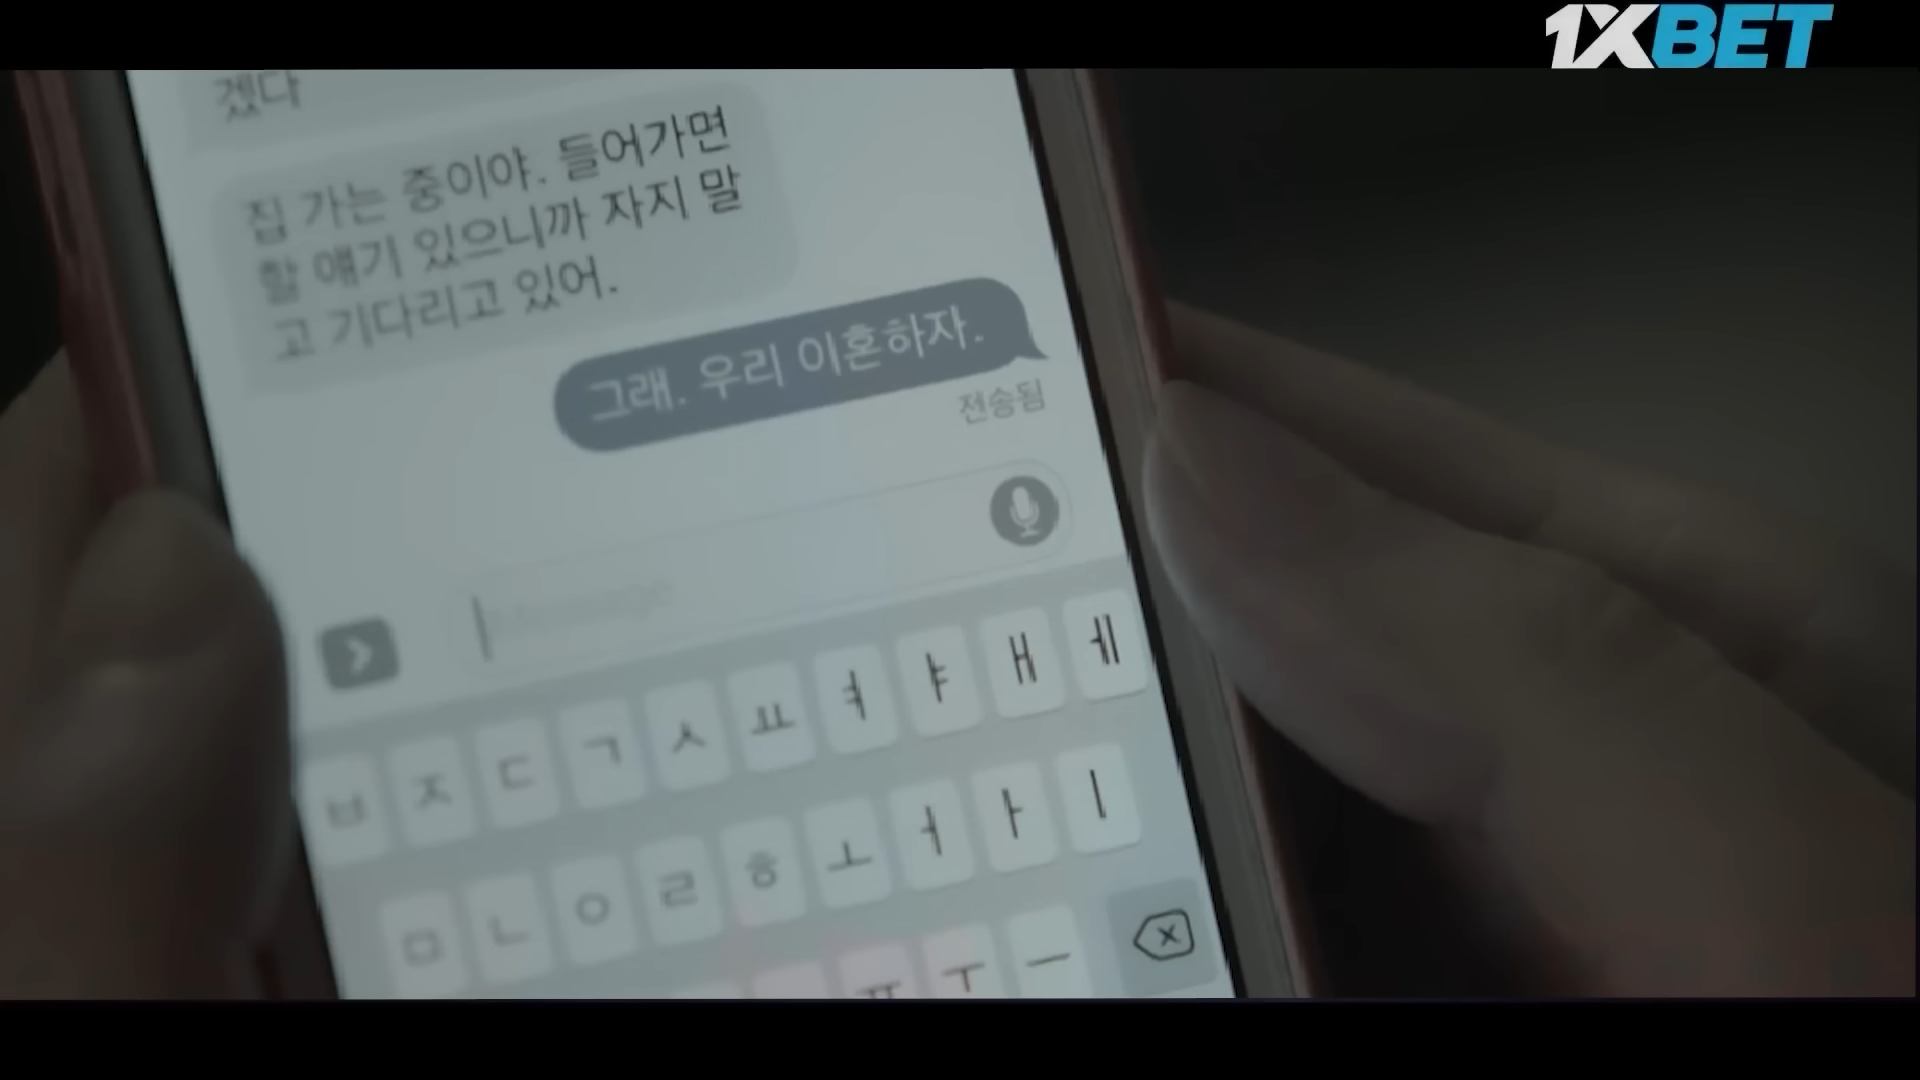 1XBET
겠다
집 가는 중이야. 들어가면
할 얘기 있으니까 자지 말
고 기다리고 있어.
그래. 우리 이혼하자.
전송됨
ㅂ ㅈ ㄷ ㄱ ㅅ ㅛ ㅕ ㅑ ㅐ ㅔ
ㅁ ㄴ ㅇ ㄹ ㅎ ㅗ ㅓ ㅏ ㅣ
ㅠ ㅜ ㅡ